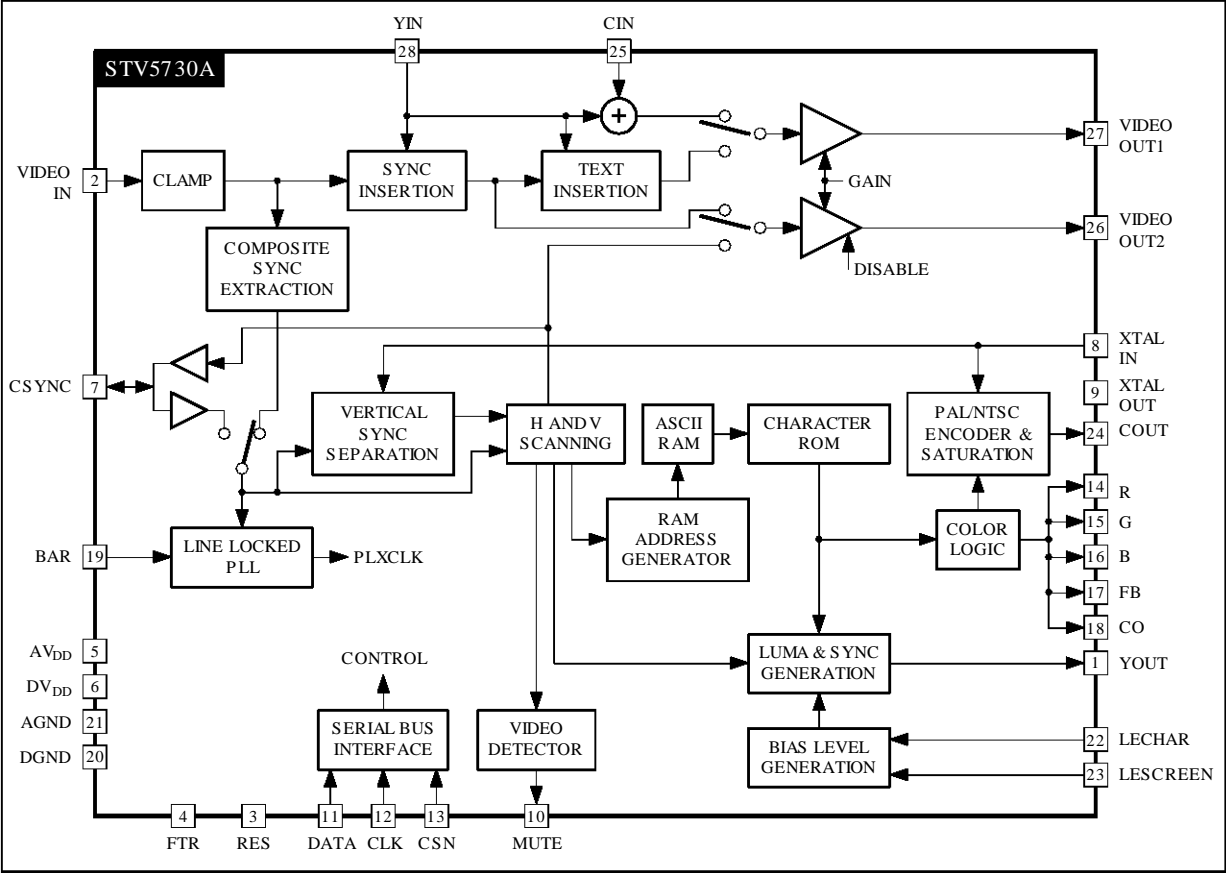 YIN
CIN
28
25
STV5730A
+
27
VIDEO
OUT1
VIDEO
IN
2
CLAMP
SYNC
INSERTION
TEXT
INSERTION
GAIN
26
VIDEO
OUT2
COMPOSITE
SYNC
EXTRACTION
DISABLE
8
XTAL
IN
CSYNC
7
9
XTAL
OUT
VERTICAL
SYNC
SEPARATION
H AND V
SCANNING
ASCII
RAM
CHARACTER
ROM
PAL/NTSC
ENCODER &
SATURATION
24
COUT
14
R
RAM
ADDRESS
GENERATOR
COLOR
LOGIC
15
G
BAR
19
LINE LOCKED
PLL
PLXCLK
16
B
17
FB
18
CO
AVDD
5
CONTROL
LUMA & SYNC
GENERATION
1
YOUT
DVDD
6
AGND
21
SERIAL BUS
INTERFACE
VIDEO
DETECTOR
BIAS LEVEL
GENERATION
22
LECHAR
DGND
20
23
LESCREEN
4
3
11
12
13
10
FTR
RES
DATA
CLK
CSN
MUTE